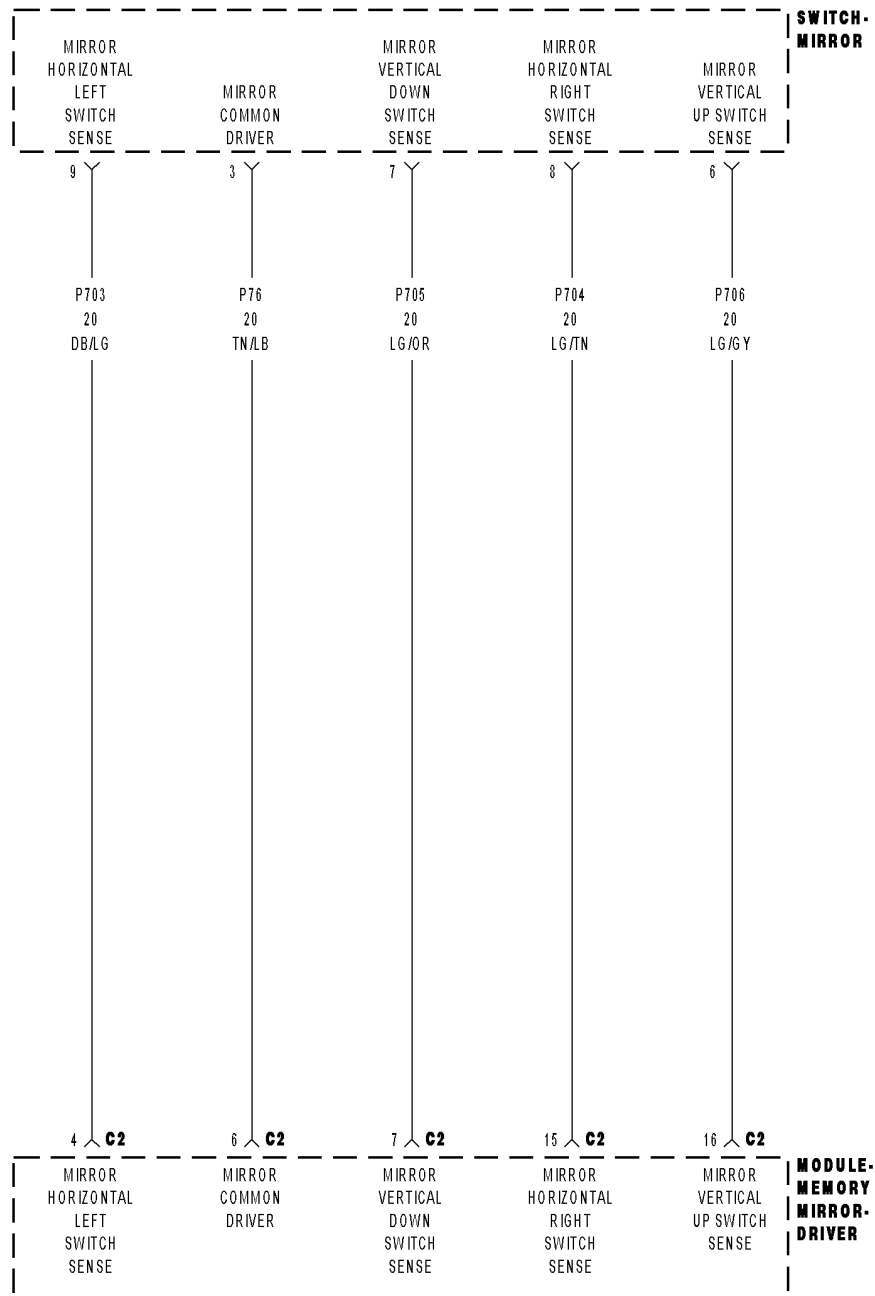 SWITCH-
MIRROR
MIRROR
HORIZONTAL
LEFT
SWITCH
SENSE
MIRROR
COMMON
DRIVER
MIRROR
VERTICAL
DOWN
SWITCH
SENSE
MIRROR
HORIZONTAL
RIGHT
SWITCH
SENSE
MIRROR
VERTICAL
UP SWITCH
SENSE
9 3 7 8 6
P703 P76 P705 P704 P706
20 20 20 20 20
DB/LG TN/LB LG/OR LG/TN LG/GY
4 C2 6 C2 7 C2 15 C2 16 C2
MIRROR
HORIZONTAL
LEFT
SWITCH
SENSE
MIRROR
COMMON
DRIVER
MIRROR
VERTICAL
DOWN
SWITCH
SENSE
MIRROR
HORIZONTAL
RIGHT
SWITCH
SENSE
MIRROR
VERTICAL
UP SWITCH
SENSE
MODULE-
MEMORY
MIRROR-
DRIVER